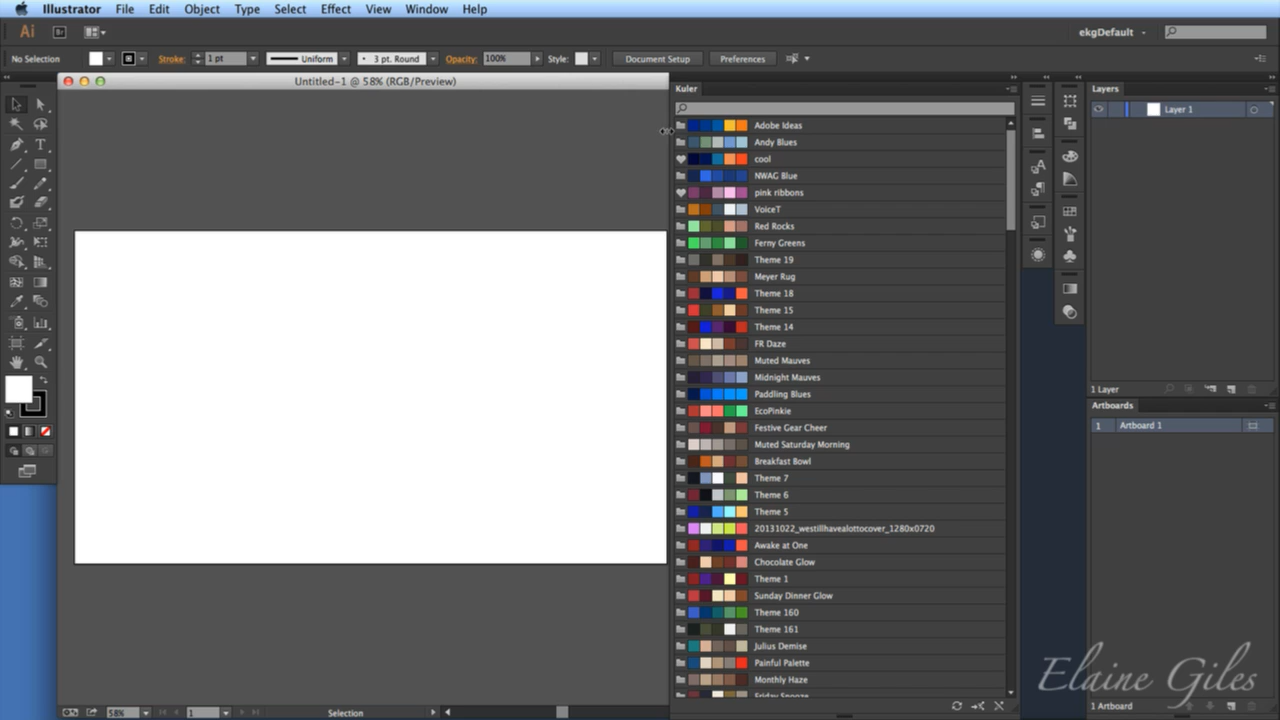 Illustrator File Edit Object Type Select Effect View Window Help
Ai Br ekgDefault
No Selection Stroke: 1 pt Uniform 3 pt. Round Opacity: 100% Style: Document Setup Preferences
Untitled-1 @ 58% (RGB/Preview)
Kuler
Adobe Ideas
Andy Blues
cool
NWAG Blue
pink ribbons
VoiceT
Red Rocks
Ferny Greens
Theme 19
Meyer Rug
Theme 18
Theme 15
Theme 14
FR Daze
Muted Mauves
Midnight Mauves
Paddling Blues
EcoPinkie
Festive Gear Cheer
Muted Saturday Morning
Breakfast Bowl
Theme 7
Theme 6
Theme 5
20131022_westillhavealottocover_1280x0720
Awake at One
Chocolate Glow
Theme 1
Sunday Dinner Glow
Theme 160
Theme 161
Julius Demise
Painful Palette
Monthly Haze
Friday Snooze
Layers
Layer 1
1 Layer
Artboards
1 Artboard 1
Elaine Giles
1 Artboard
58% 1 Selection